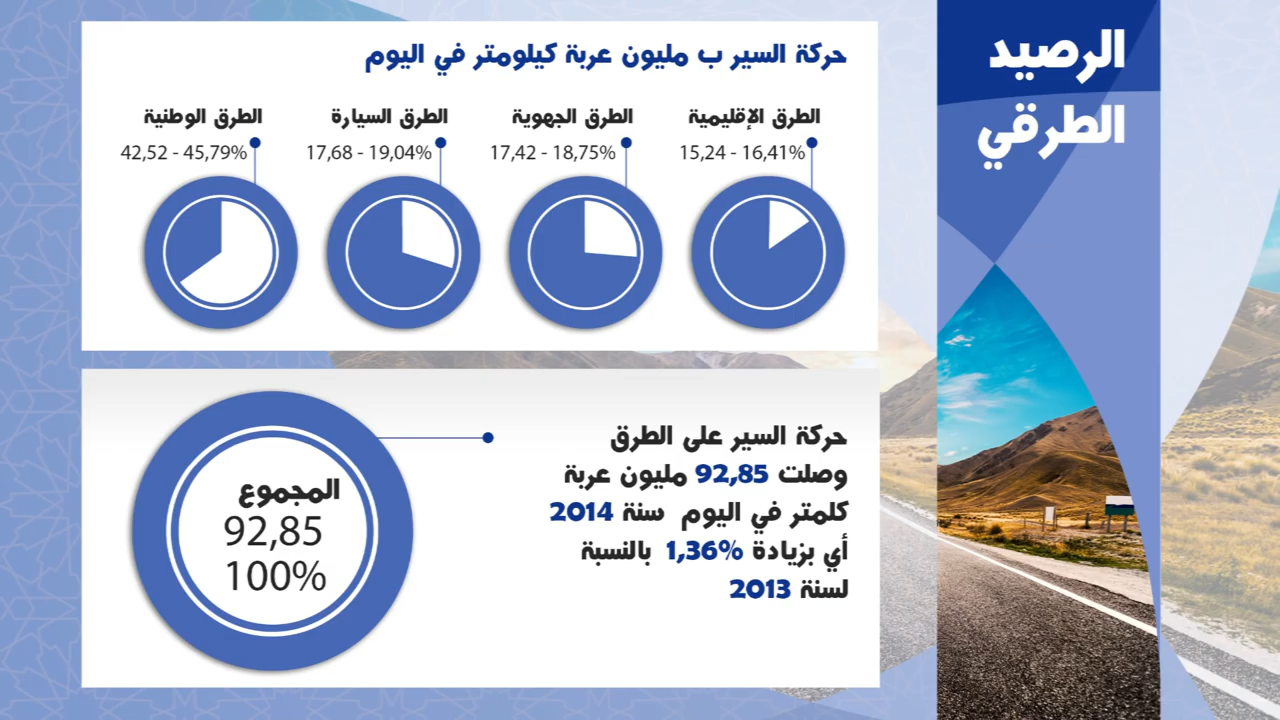 الرصيد
الطرقي
حركة السير ب مليون عربة كيلومتر في اليوم
الطرق الإقليمية
15,24 - 16,41%
الطرق الجهوية
17,42 - 18,75%
الطرق السيارة
17,68 - 19,04%
الطرق الوطنية
42,52 - 45,79%
حركة السير على الطرق
وصلت 92,85 مليون عربة
كلمتر في اليوم سنة 2014
أي بزيادة 1,36% بالنسبة
لسنة 2013
المجموع
92,85
100%